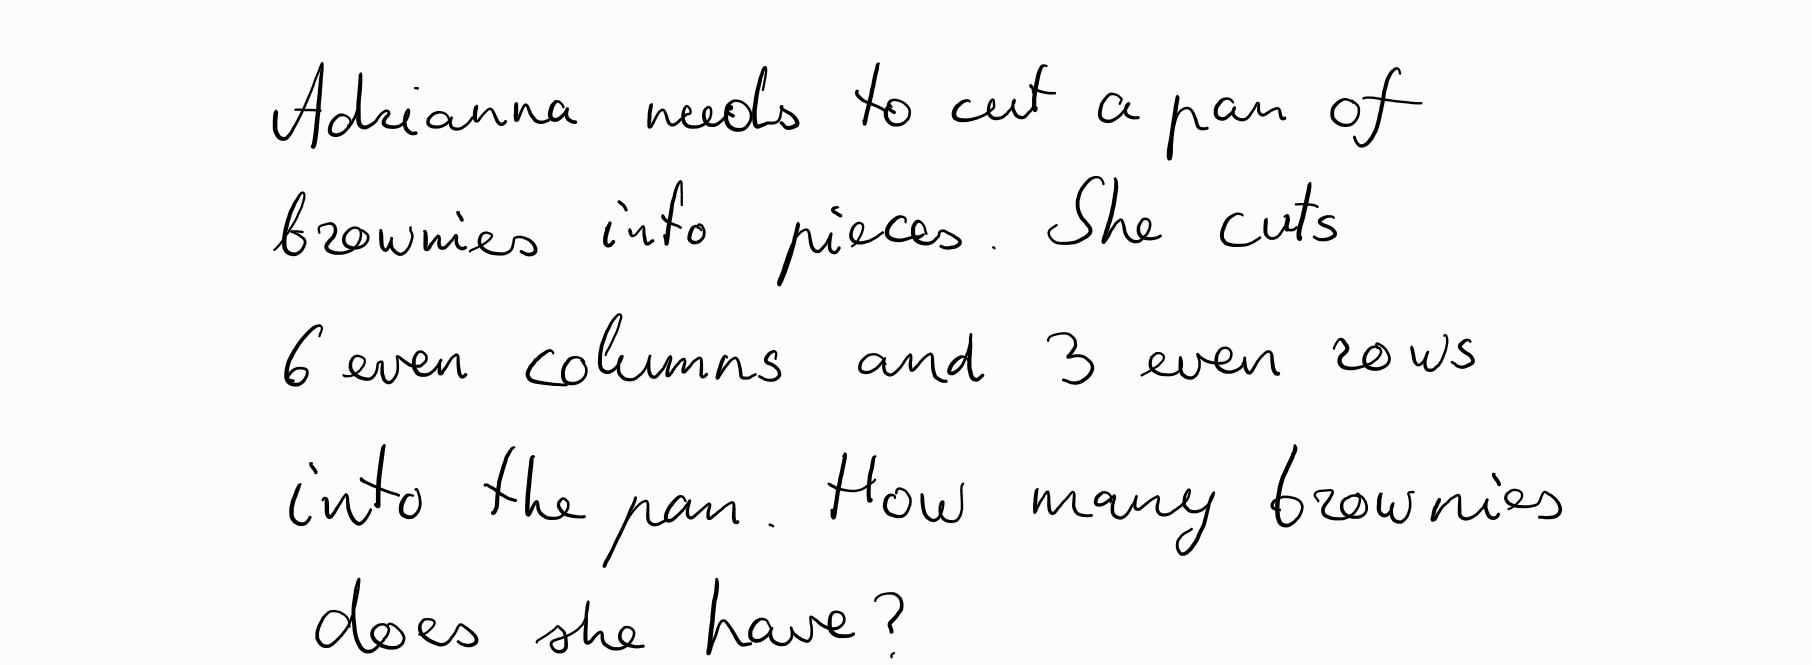 Adrianna needs to cut a pan of
brownies into pieces. She cuts
6 even columns and 3 even rows
into the pan. How many brownies
does she have?